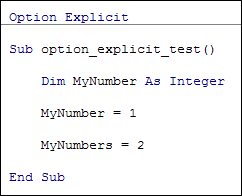 Option Explicit
Sub option_explicit_test()
Dim MyNumber As Integer
MyNumber = 1
MyNumbers = 2
End Sub